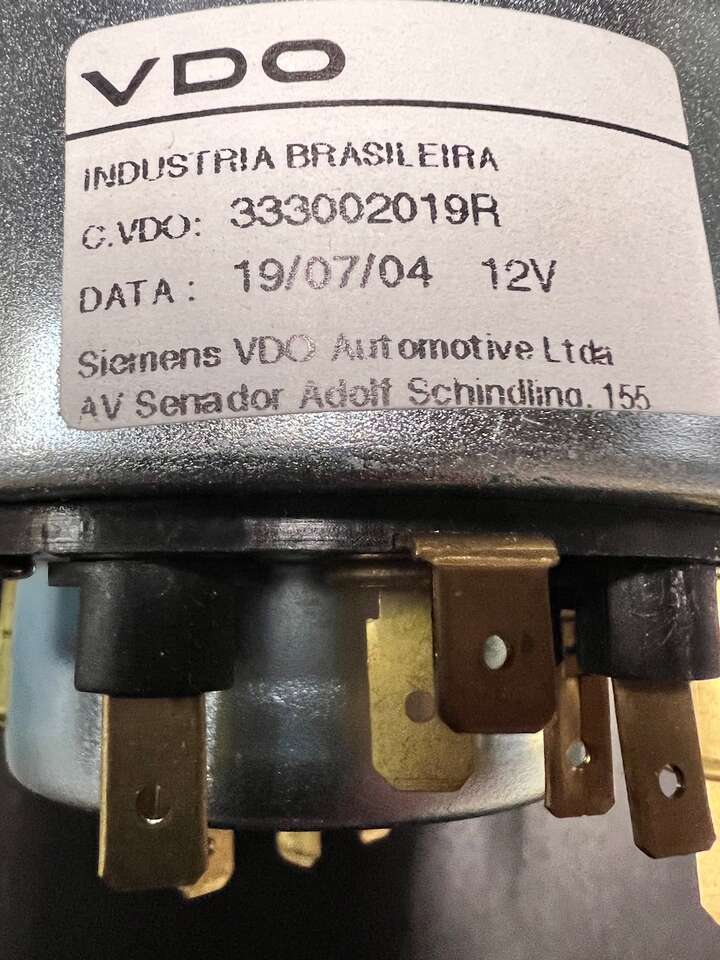 VDO
INDUSTRIA BRASILEIRA
C.VDO: 333002019R
DATA: 19/07/04 12V
Siemens VDO Automotive Ltda
AV Senador Adolf Schindling, 155